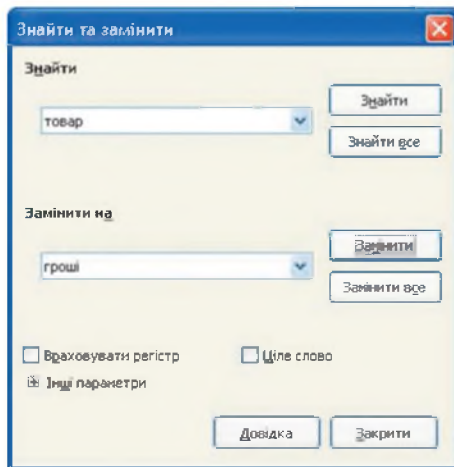 Знайти та замінити
Знайти
товар
Знайти
Знайти все
Замінити на
гроші
Замінити
Замінити все
Враховувати регістр
Ціле слово
Інші параметри
Довідка
Закрити